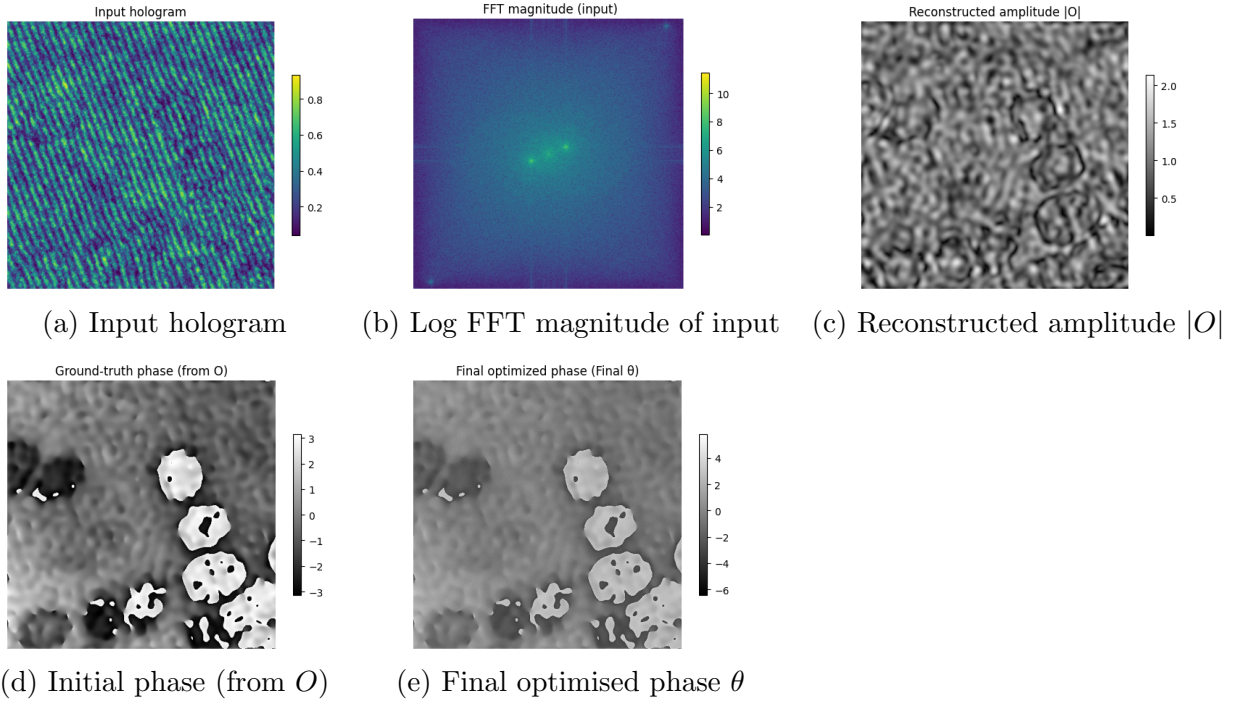 Input hologram
FFT magnitude (input)
Reconstructed amplitude |O|
0.8
0.6
0.4
0.2
10
8
6
4
2
2.0
1.5
1.0
0.5
(a) Input hologram
(b) Log FFT magnitude of input
(c) Reconstructed amplitude |O|
Ground-truth phase (from O)
Final optimized phase (Final θ)
3
2
1
0
−1
−2
−3
4
2
0
−2
−4
−6
(d) Initial phase (from O)
(e) Final optimised phase θ